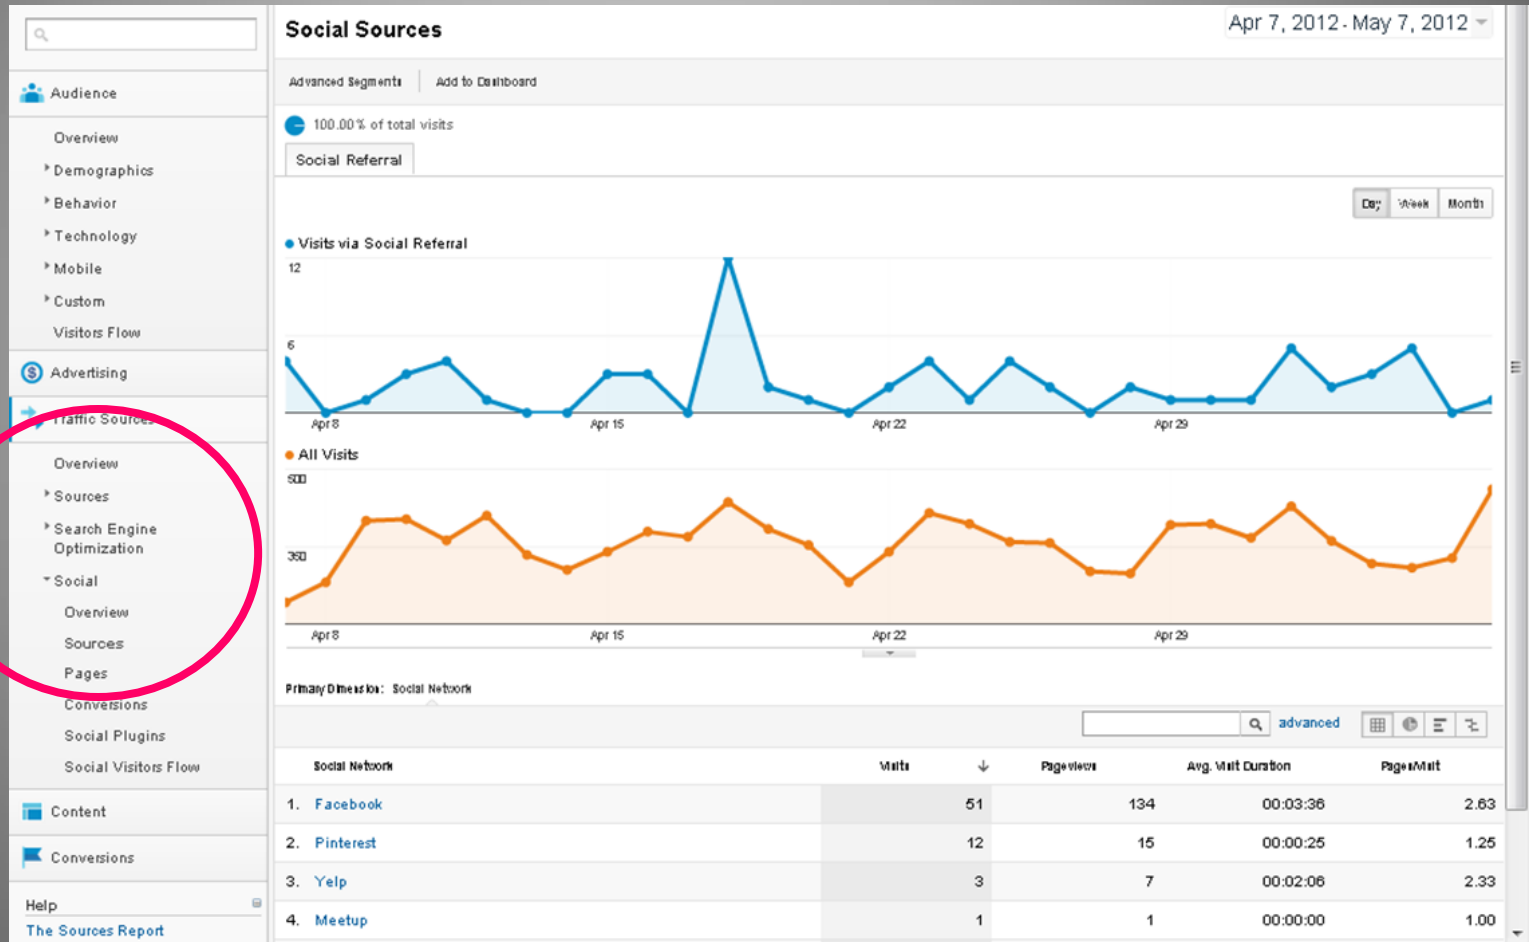 Social Sources
Apr 7, 2012 - May 7, 2012
Advanced Segments
Add to Dashboard
100.00% of total visits
Social Referral
Day
Week
Month
Visits via Social Referral
12
6
Apr 8
Apr 15
Apr 22
Apr 29
All Visits
500
350
Apr 8
Apr 15
Apr 22
Apr 29
Primary Dimension: Social Network
advanced
Social Network
Visits
Pageviews
Avg. Visit Duration
Pages/Visit
1. Facebook 51 134 00:03:36 2.63
2. Pinterest 12 15 00:00:25 1.25
3. Yelp 3 7 00:02:06 2.33
4. Meetup 1 1 00:00:00 1.00
Audience
Overview
Demographics
Behavior
Technology
Mobile
Custom
Visitors Flow
Advertising
Traffic Sources
Overview
Sources
Search Engine
Optimization
Social
Overview
Sources
Pages
Conversions
Social Plugins
Social Visitors Flow
Content
Conversions
Help
The Sources Report